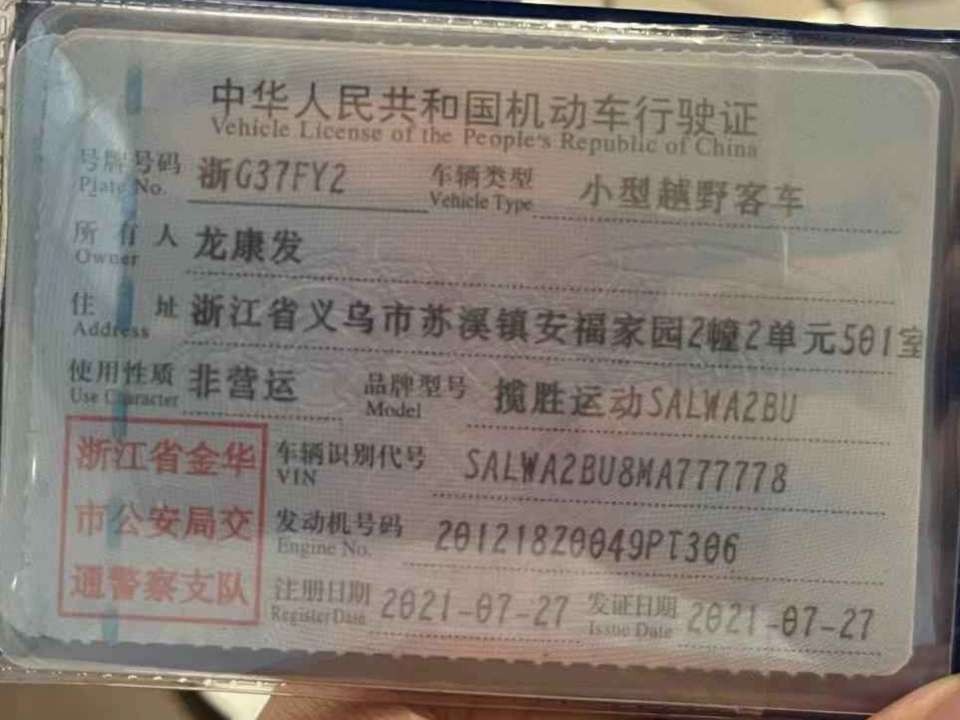 中华人民共和国机动车行驶证
Vehicle License of the People's Republic of China
号牌号码 浙G37FY2 车辆类型 小型越野客车
Plate No. Vehicle Type
所有人 龙康发
Owner
住址 浙江省义乌市苏溪镇安福家园2幢2单元501室
Address
使用性质 非营运 品牌型号 揽胜运动SALWA2BU
Use Character Model
浙江省金华
市公安局交
通警察支队
车辆识别代号 SALWA2BU8MA777778
VIN
发动机号码 20121820049PT306
Engine No.
注册日期 2021-07-27 发证日期 2021-07-27
Register Date Issue Date